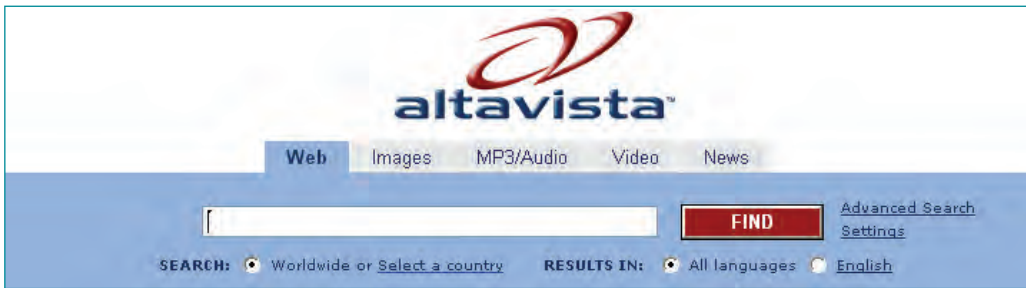 altavista™
Web Images MP3/Audio Video News
FIND Advanced Search
Settings
SEARCH: Worldwide or Select a country RESULTS IN: All languages English